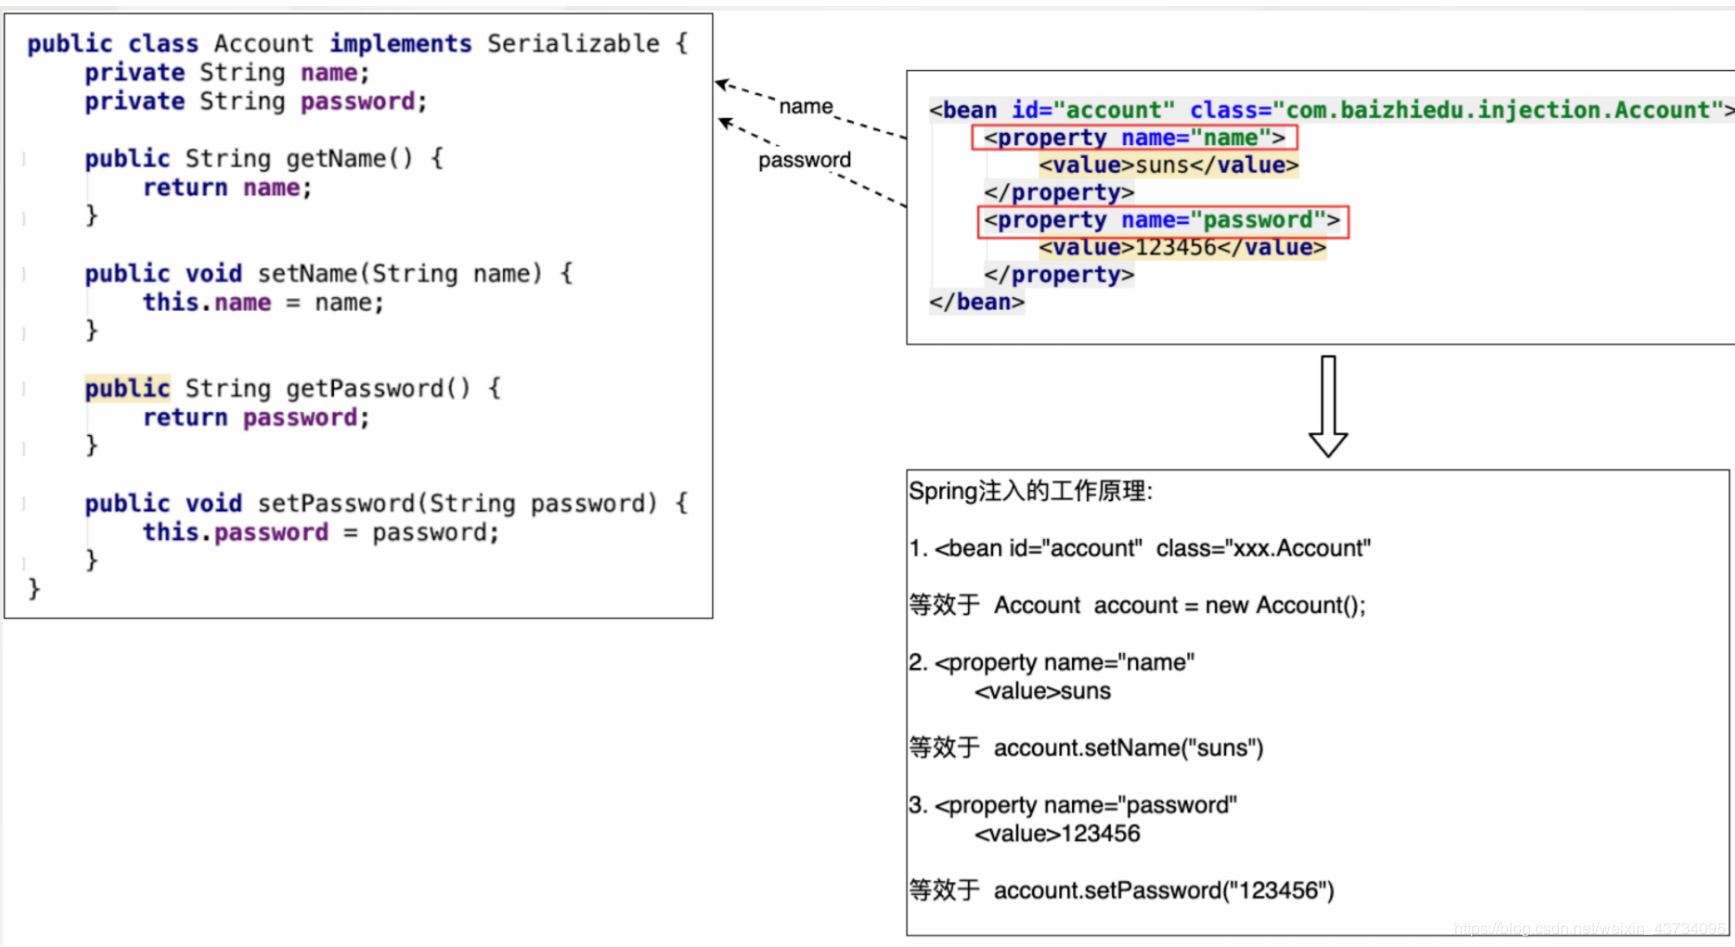 public class Account implements Serializable {
private String name;
private String password;
public String getName() {
return name;
}
public void setName(String name) {
this.name = name;
}
public String getPassword() {
return password;
}
public void setPassword(String password) {
this.password = password;
}
}
name
password
<bean id="account" class="com.baizhiedu.injection.Account">
<property name="name">
<value>suns</value>
</property>
<property name="password">
<value>123456</value>
</property>
</bean>
Spring注入的工作原理:
1. <bean id="account" class="xxx.Account"
等效于 Account account = new Account();
2. <property name="name"
<value>suns
等效于 account.setName("suns")
3. <property name="password"
<value>123456
等效于 account.setPassword("123456")
https://blog.csdn.net/weixin_43734095